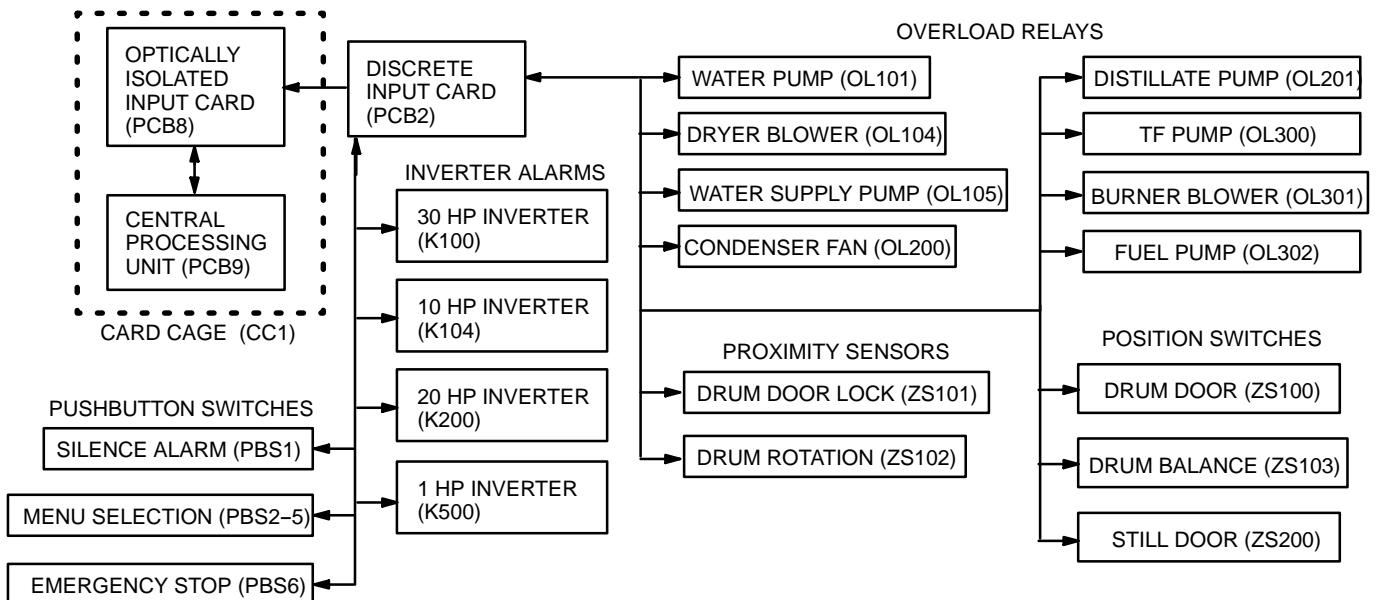 OPTICALLY
ISOLATED
INPUT CARD
(PCB8)
CENTRAL
PROCESSING
UNIT (PCB9)
CARD CAGE (CC1)
DISCRETE
INPUT CARD
(PCB2)
INVERTER ALARMS
30 HP INVERTER
(K100)
10 HP INVERTER
(K104)
20 HP INVERTER
(K200)
1 HP INVERTER
(K500)
PUSHBUTTON SWITCHES
SILENCE ALARM (PBS1)
MENU SELECTION (PBS2–5)
EMERGENCY STOP (PBS6)
OVERLOAD RELAYS
WATER PUMP (OL101)
DRYER BLOWER (OL104)
WATER SUPPLY PUMP (OL105)
CONDENSER FAN (OL200)
DISTILLATE PUMP (OL201)
TF PUMP (OL300)
BURNER BLOWER (OL301)
FUEL PUMP (OL302)
PROXIMITY SENSORS
DRUM DOOR LOCK (ZS101)
DRUM ROTATION (ZS102)
POSITION SWITCHES
DRUM DOOR (ZS100)
DRUM BALANCE (ZS103)
STILL DOOR (ZS200)